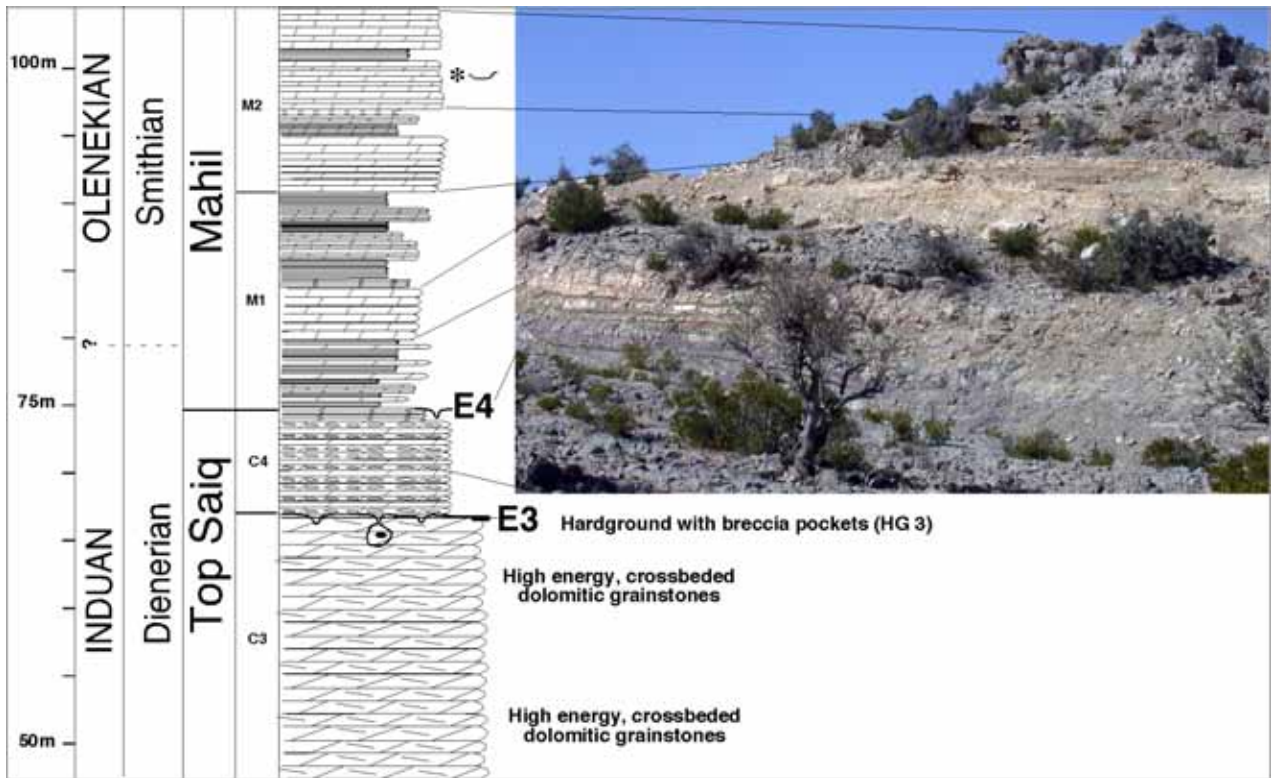 100m
OLENEKIAN
Smithian
Mahil
M2
*
M1
?
75m
E4
C4
E3 Hardground with breccia pockets (HG 3)
INDUAN
Dienerian
Top Saiq
C3
High energy, crossbeded
dolomitic grainstones
High energy, crossbeded
dolomitic grainstones
50m